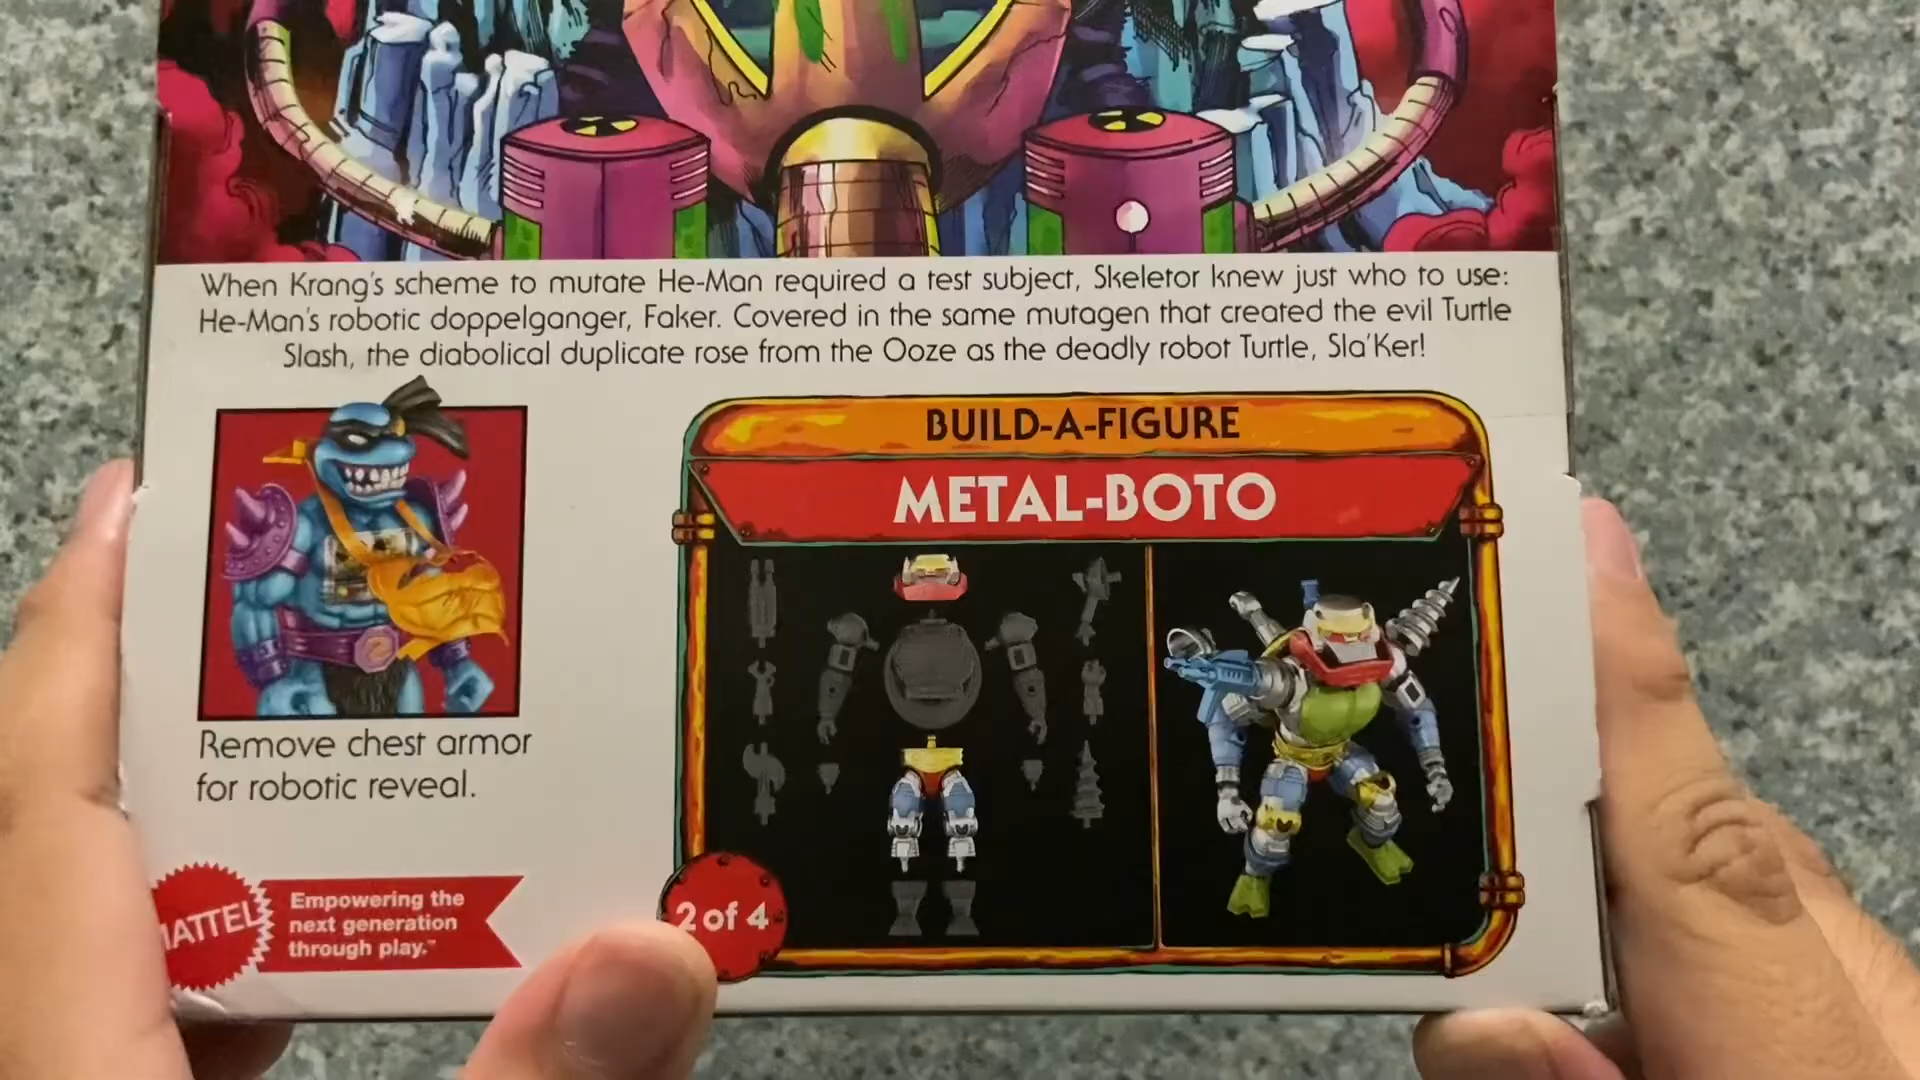 When Krang's scheme to mutate He-Man required a test subject, Skeletor knew just who to use:
He-Man's robotic doppelganger, Faker. Covered in the same mutagen that created the evil Turtle
Slash, the diabolical duplicate rose from the Ooze as the deadly robot Turtle, Sla'Ker!
BUILD-A-FIGURE
METAL-BOTO
Remove chest armor
for robotic reveal.
MATTEL
Empowering the
next generation
through play.™
2 of 4